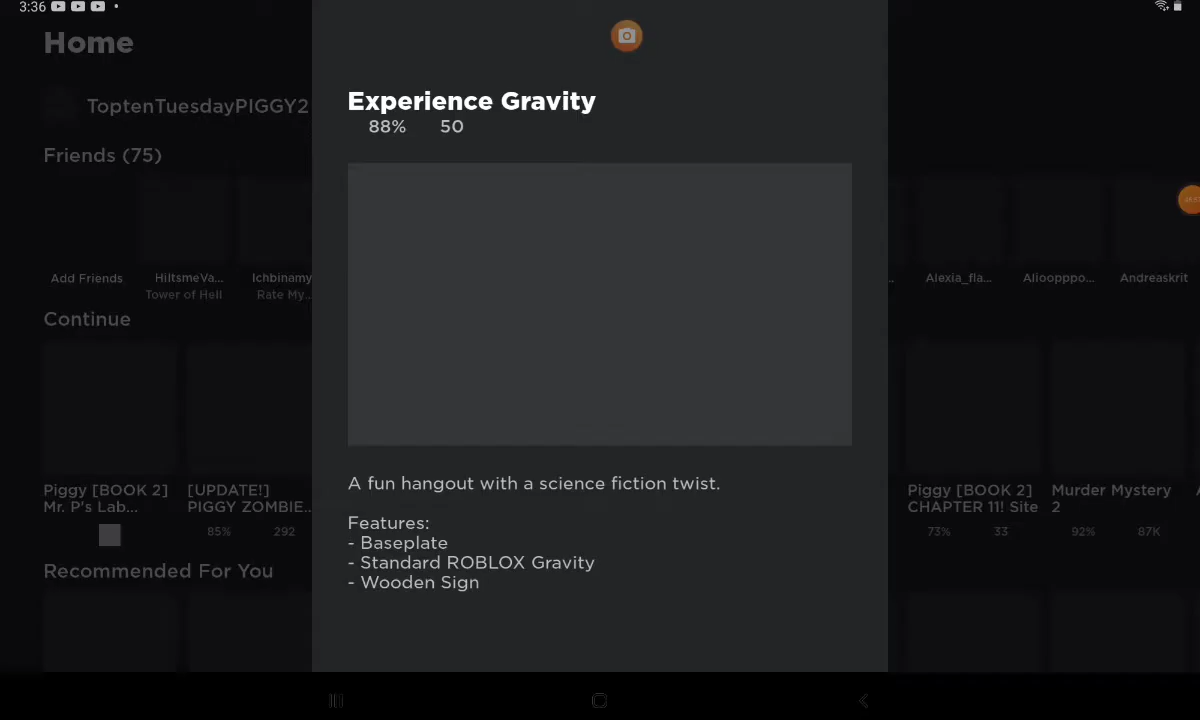 3:36
Home
ToptenTuesdayPIGGY2
Friends (75)
Add Friends
HiltsmeVa...
Tower of Hell
Ichbinamy
Rate My...
..
Alexia_fla...
Alioopppo...
Andreaskrit
Continue
Piggy [BOOK 2]
Mr. P's Lab...
[UPDATE!]
PIGGY ZOMBIE..
85% 292
Piggy [BOOK 2]
CHAPTER 11! Site
73% 33
Murder Mystery
2
92% 87K
Recommended For You
Experience Gravity
88% 50
A fun hangout with a science fiction twist.
Features:
- Baseplate
- Standard ROBLOX Gravity
- Wooden Sign